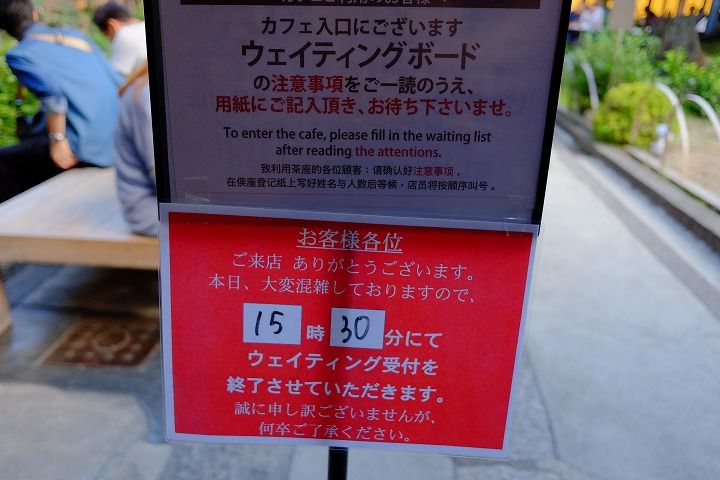 カフェ入口にございます
ウェイティングボード
の注意事項をご一読のうえ、
用紙にご記入頂き、お待ち下さいませ。
To enter the cafe, please fill in the waiting list
after reading the attentions.
致利用茶座的各位顾客：请确认好注意事项，
在侯座登记纸上写好姓名与人数后等候，店员将按顺序叫号。
お客様各位
ご来店 ありがとうございます。
本日、大変混雑しておりますので、
15時30分にて
ウェイティング受付を
終了させていただきます。
誠に申し訳ございませんが、
何卒ご了承ください。